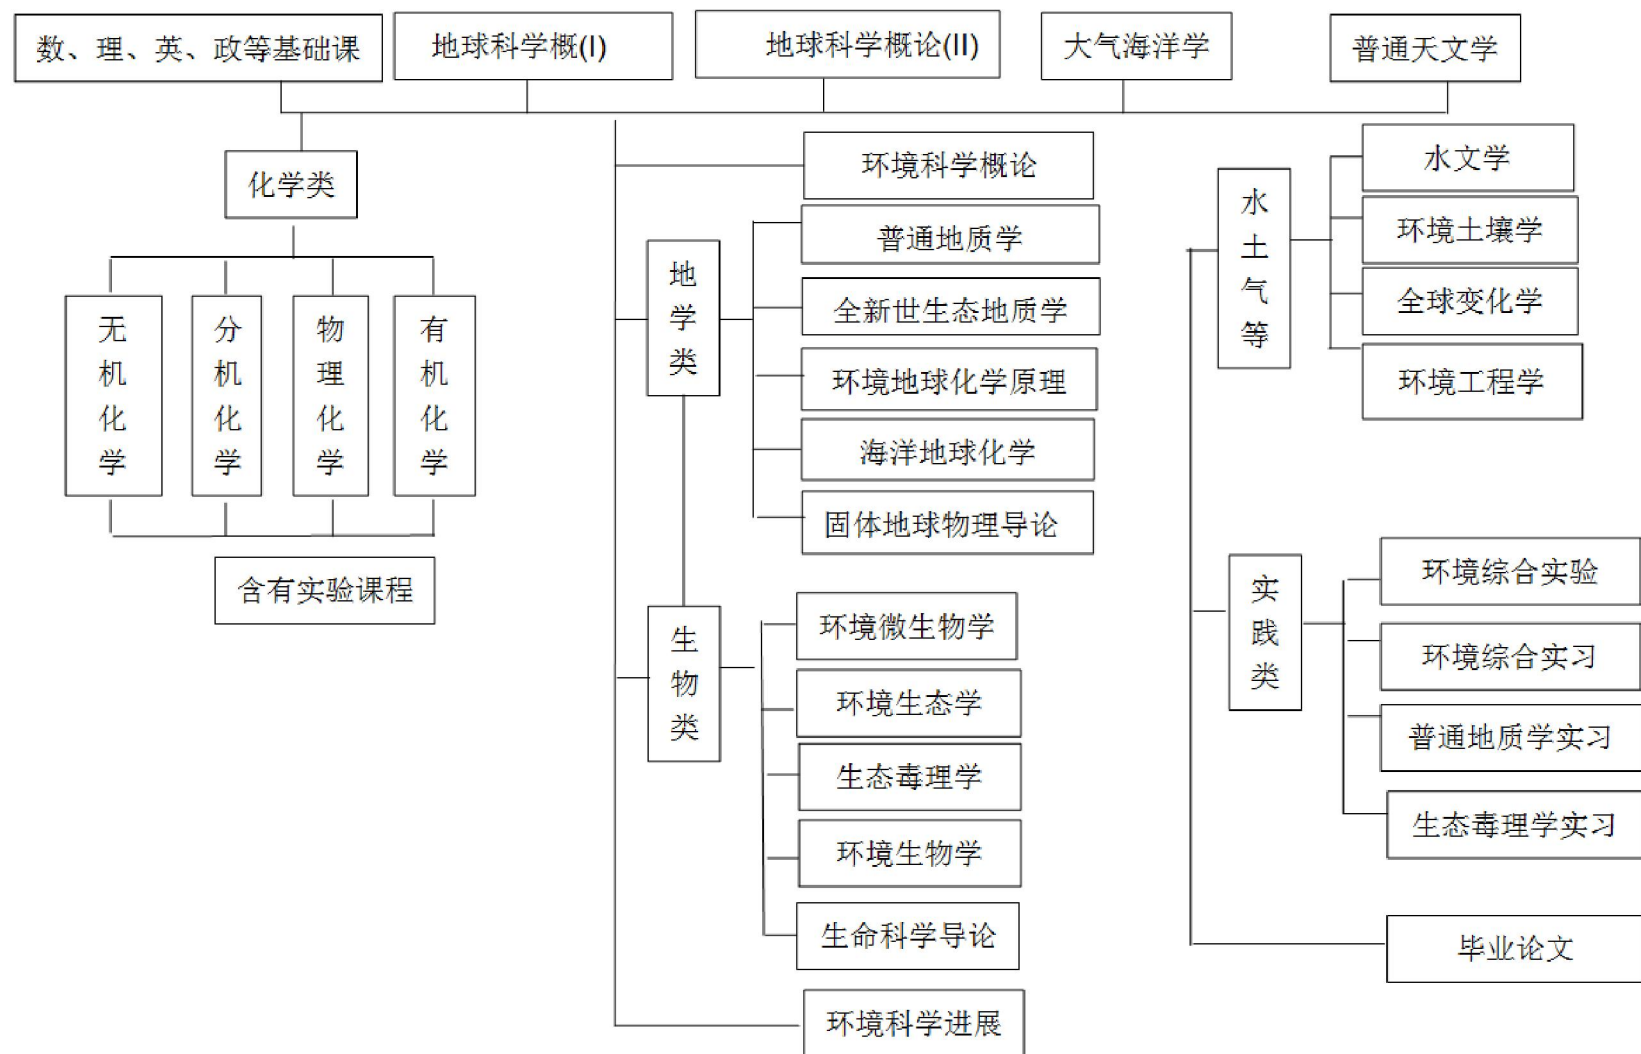 数、理、英、政等基础课
地球科学概(I)
地球科学概论(II)
大气海洋学
普通天文学
化学类
无机化学
分机化学
物理化学
有机化学
含有实验课程
环境科学概论
地学类
普通地质学
全新世生态地质学
环境地球化学原理
海洋地球化学
固体地球物理导论
生物类
环境微生物学
环境生态学
生态毒理学
环境生物学
生命科学导论
环境科学进展
水土气等
水文学
环境土壤学
全球变化学
环境工程学
实践类
环境综合实验
环境综合实习
普通地质学实习
生态毒理学实习
毕业论文